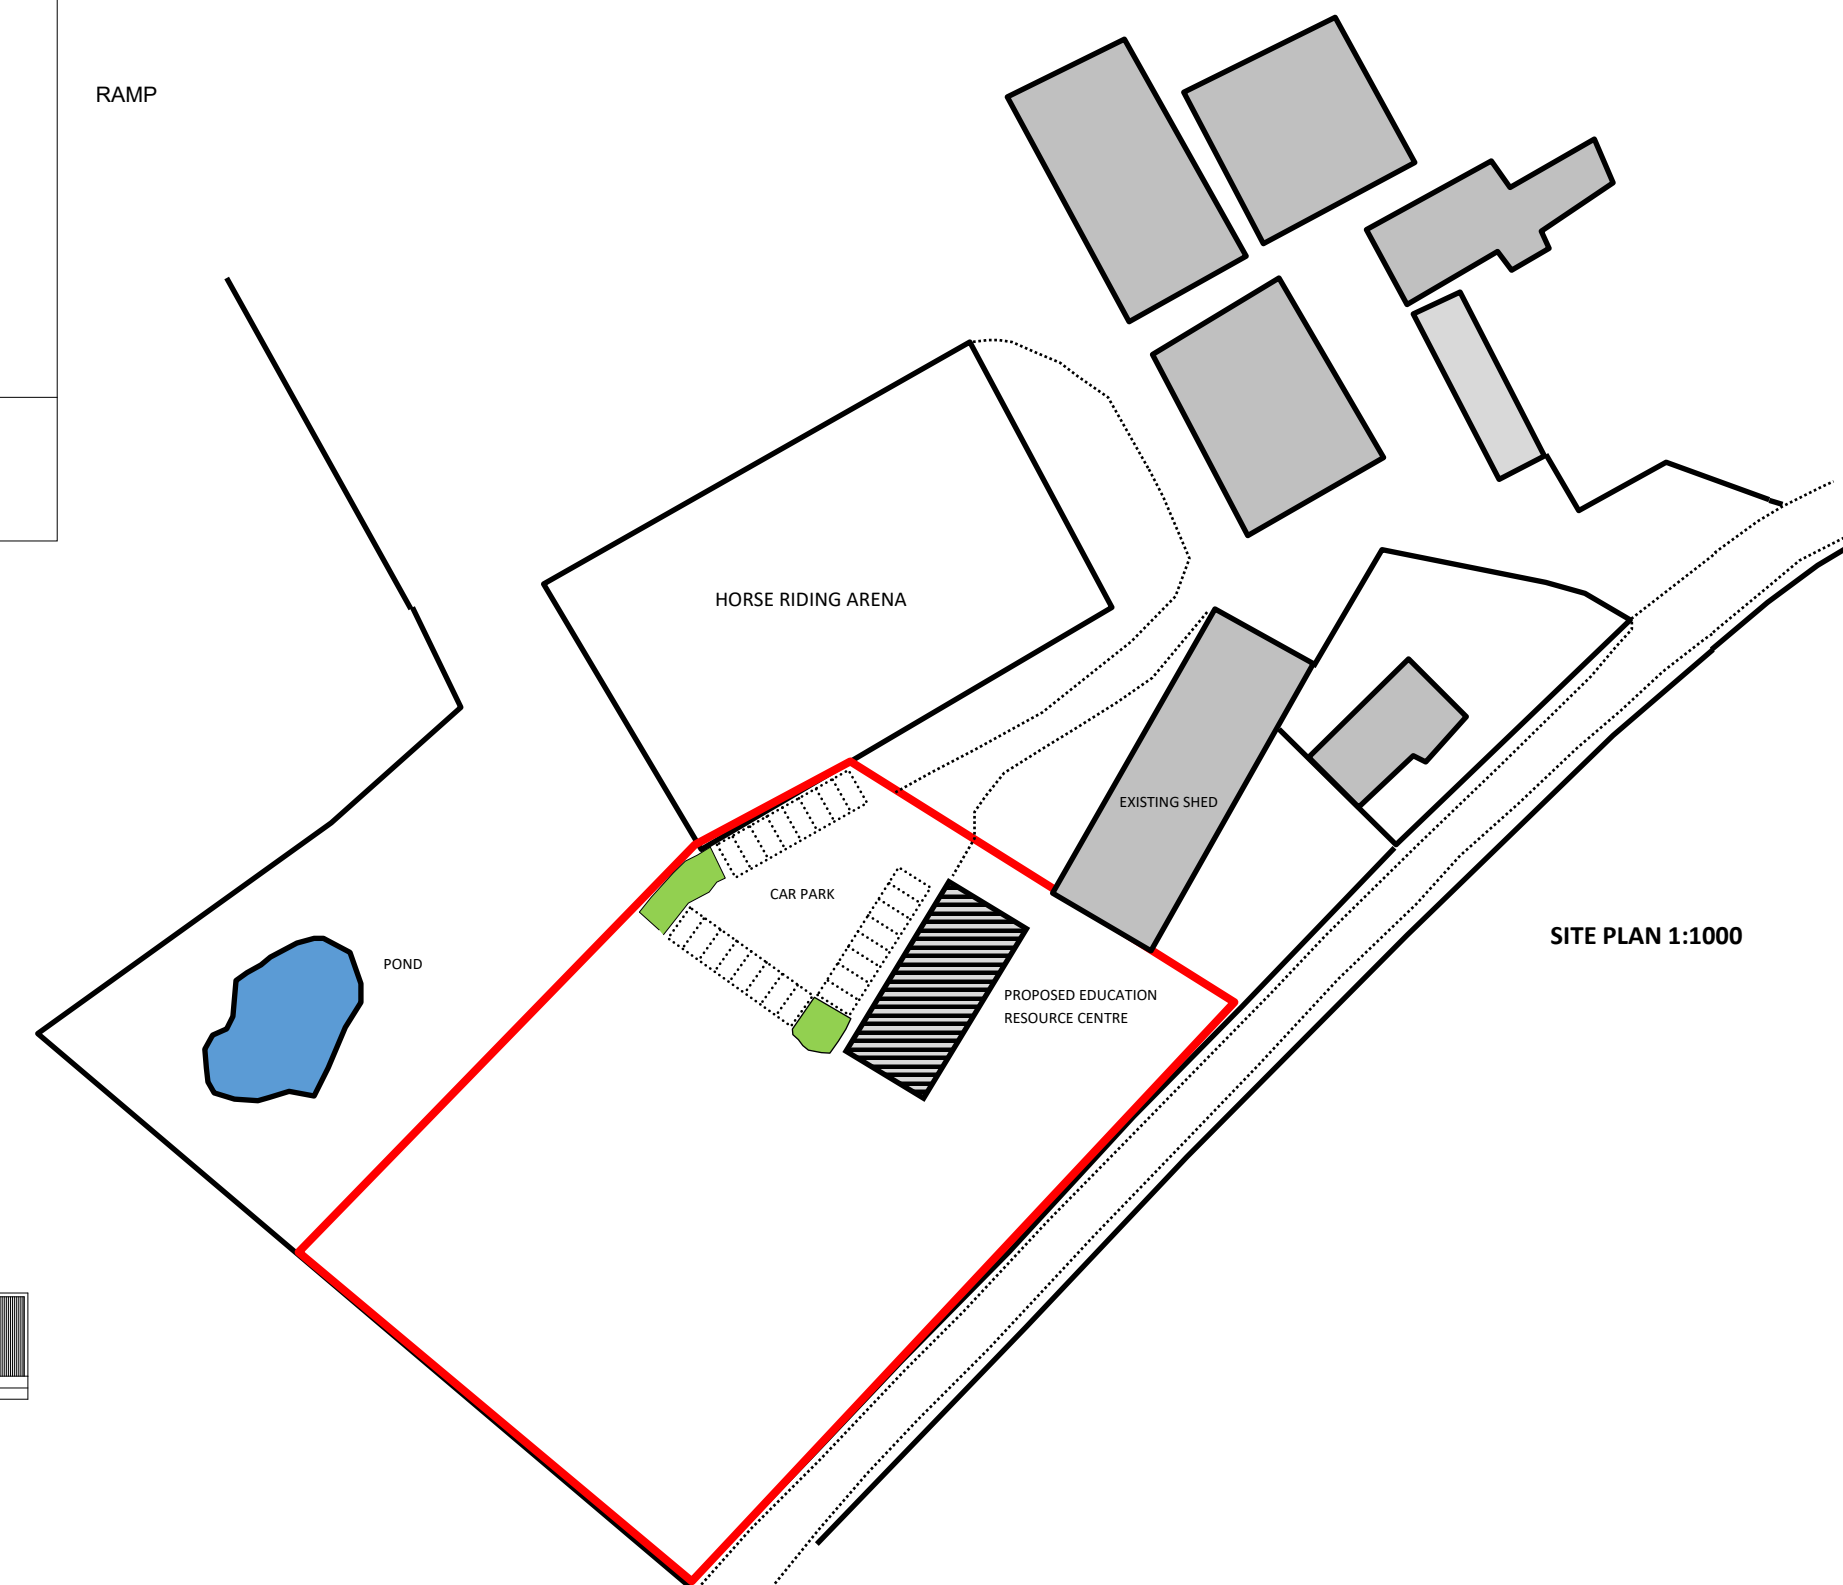 RAMP
HORSE RIDING ARENA
EXISTING SHED
CAR PARK
SITE PLAN 1:1000
POND
PROPOSED EDUCATION
RESOURCE CENTRE